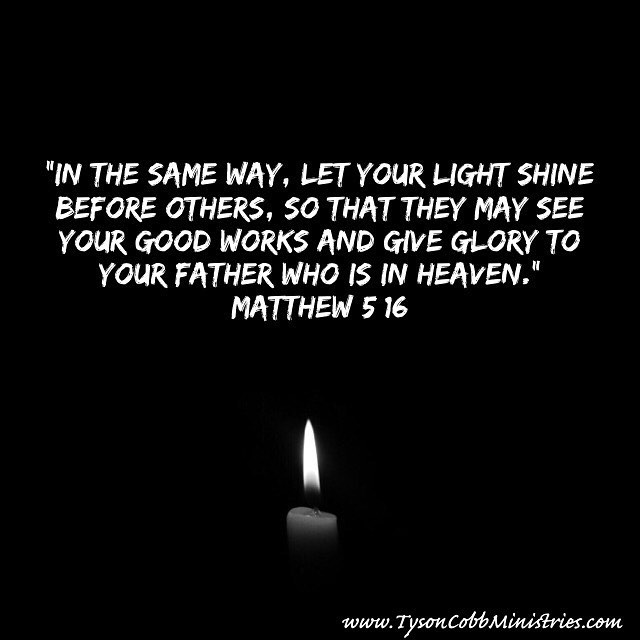 "IN THE SAME WAY, LET YOUR LIGHT SHINE
BEFORE OTHERS, SO THAT THEY MAY SEE
YOUR GOOD WORKS AND GIVE GLORY TO
YOUR FATHER WHO IS IN HEAVEN."
MATTHEW 5 16
www.TysonCobbMinistries.com